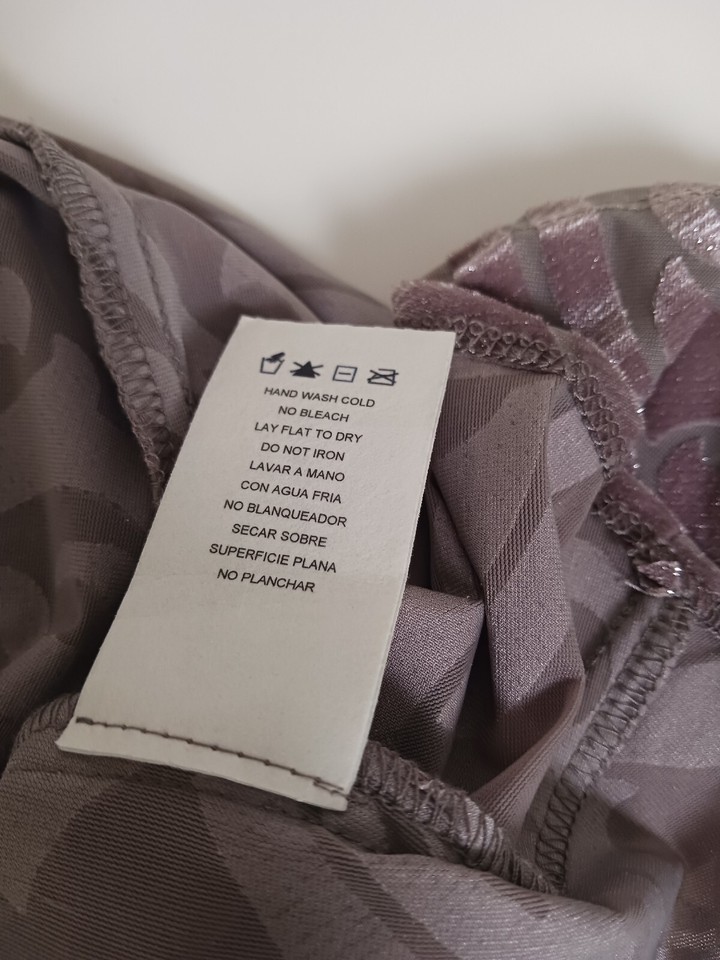 HAND WASH COLD
NO BLEACH
LAY FLAT TO DRY
DO NOT IRON
LAVAR A MANO
CON AGUA FRIA
NO BLANQUEADOR
SECAR SOBRE
SUPERFICIE PLANA
NO PLANCHAR